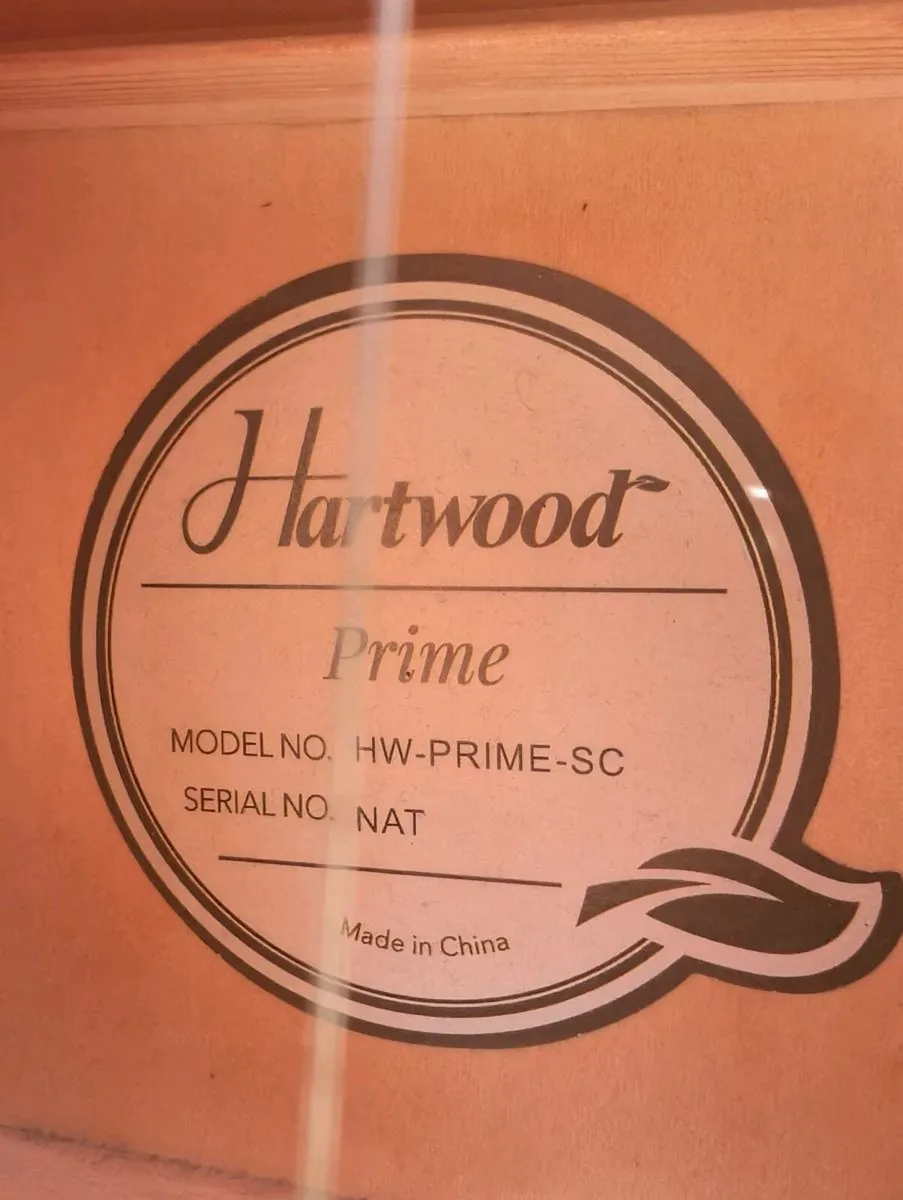 Hartwood
Prime
MODEL NO. HW-PRIME-SC
SERIAL NO. NAT
Made in China